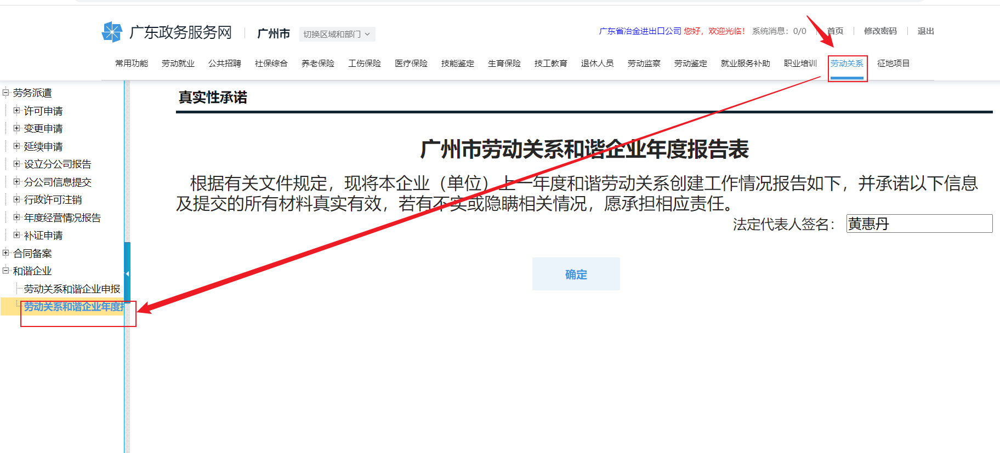 广东政务服务网 广州市 切换区域和部门 广东省冶金进出口公司 您好，欢迎光临！ 系统消息：0/0 首页 修改密码 退出
常用功能 劳动就业 公共招聘 社保综合 养老保险 工伤保险 医疗保险 技能鉴定 生育保险 技工教育 退休人员 劳动监察 劳动鉴定 就业服务补助 职业培训 劳动关系 征地项目
劳务派遣
许可申请
变更申请
延续申请
设立分公司报告
分公司信息提交
行政许可注销
年度经营情况报告
补证申请
合同备案
和谐企业
劳动关系和谐企业申报
劳动关系和谐企业年度
真实性承诺
广州市劳动关系和谐企业年度报告表
根据有关文件规定，现将本企业（单位）上一年度和谐劳动关系创建工作情况报告如下，并承诺以下信息
及提交的所有材料真实有效，若有不实或隐瞒相关情况，愿承担相应责任。
法定代表人签名： 黄惠丹
确定